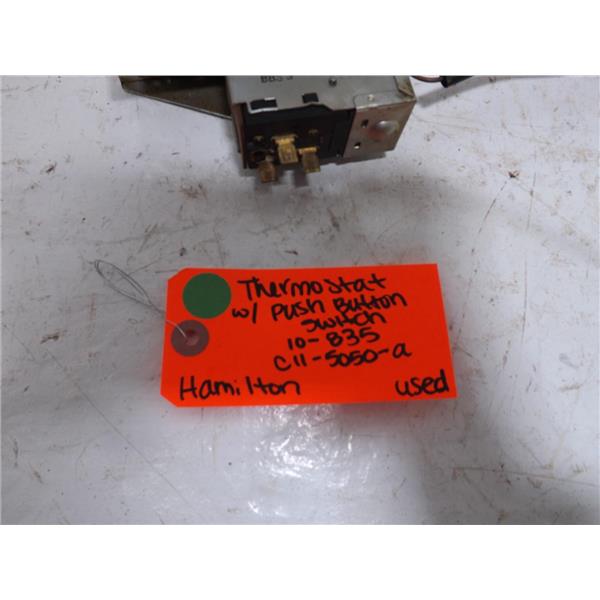 Thermostat
w/ Push Button
switch
10-835
C11-5050-a
Hamilton used